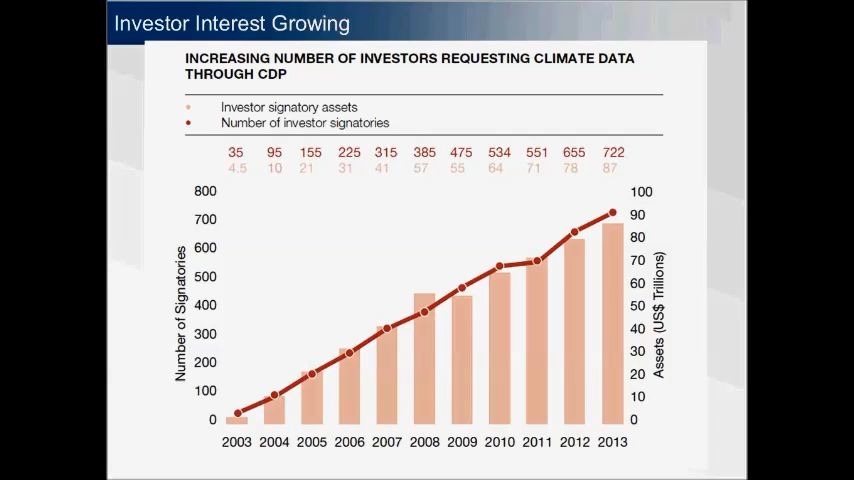 Investor Interest Growing
INCREASING NUMBER OF INVESTORS REQUESTING CLIMATE DATA
THROUGH CDP
Investor signatory assets
Number of investor signatories
35 95 155 225 315 385 475 534 551 655 722
4.5 10 21 31 41 57 55 64 71 78 87
800
700
600
500
400
300
200
100
0
Number of Signatories
100
90
80
70
60
50
40
30
20
10
0
Assets (US$ Trillions)
2003 2004 2005 2006 2007 2008 2009 2010 2011 2012 2013